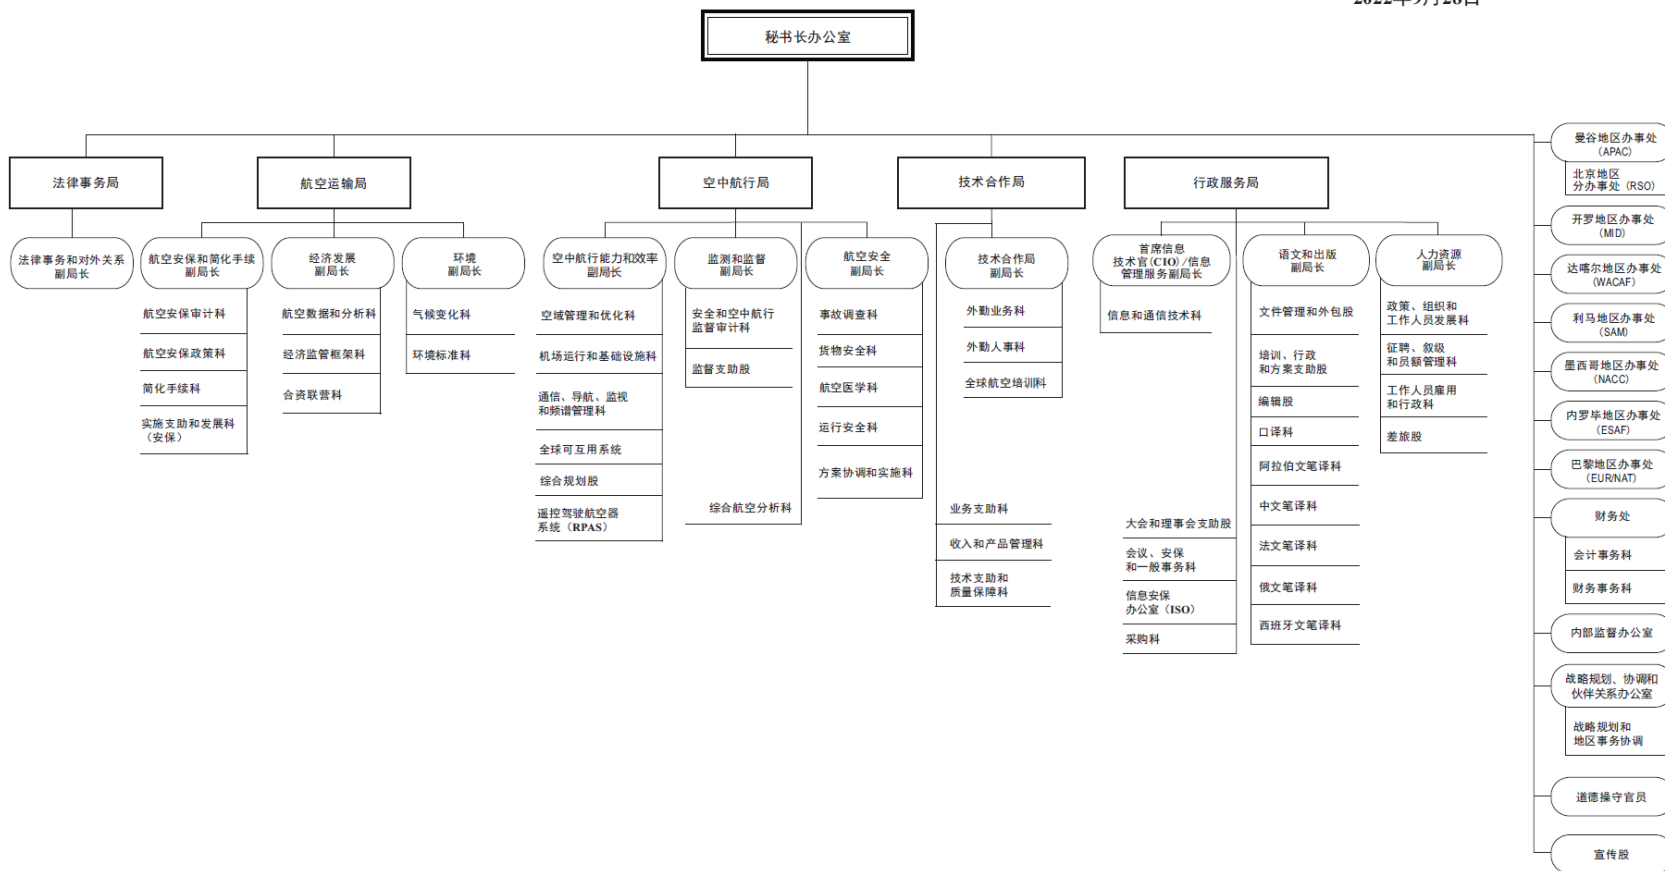 2022年9月28日
秘书长办公室
法律事务局
航空运输局
空中航行局
技术合作局
行政服务局
法律事务和对外关系
副局长
航空安保和简化手续
副局长
航空安保审计科
航空安保政策科
简化手续科
实施支助和发展科
（安保）
经济发展
副局长
航空数据和分析科
经济监管框架科
合资联营科
环境
副局长
气候变化科
环境标准科
空中航行能力和效率
副局长
空域管理和优化科
机场运行和基础设施科
通信、导航、监视
和频谱管理科
全球可互用系统
综合规划股
遥控驾驶航空器
系统（RPAS）
监测和监督
副局长
安全和空中航行
监督审计科
监督支助股
综合航空分析科
航空安全
副局长
事故调查科
货物安全科
航空医学科
运行安全科
方案协调和实施科
技术合作局
副局长
外勤业务科
外勤人事科
全球航空培训科
业务支助科
收入和产品管理科
技术支助和
质量保障科
首席信息
技术官(CIO)/信息
管理服务副局长
信息和通信技术科
大会和理事会支助股
会议、安保
和一般事务科
信息安保
办公室（ISO）
采购科
语文和出版
副局长
文件管理和外包股
培训、行政
和方案支助股
编辑股
口译科
阿拉伯文笔译科
中文笔译科
法文笔译科
俄文笔译科
西班牙文笔译科
人力资源
副局长
政策、组织和
工作人员发展科
征聘、叙级
和员额管理科
工作人员雇用
和行政科
差旅股
曼谷地区办事处
(APAC)
北京地区
分办事处（RSO）
开罗地区办事处
(MID)
达喀尔地区办事处
(WACAF)
利马地区办事处
(SAM)
墨西哥地区办事处
(NACC)
内罗毕地区办事处
(ESAF)
巴黎地区办事处
(EUR/NAT)
财务处
会计事务科
财务事务科
内部监督办公室
战略规划、协调和
伙伴关系办公室
战略规划和
地区事务协调
道德操守官员
宣传股